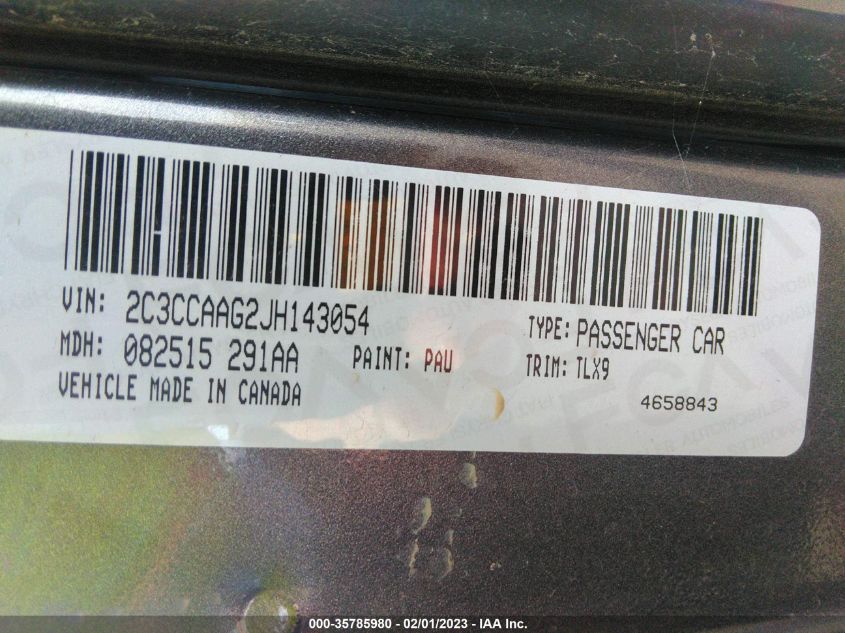 VIN: 2C3CCAAG2JH143054
TYPE: PASSENGER CAR
MDH: 082515 291AA
PAINT: PAU
TRIM: TLX9
VEHICLE MADE IN CANADA
4658843
000-35785980 - 02/01/2023 - IAA Inc.